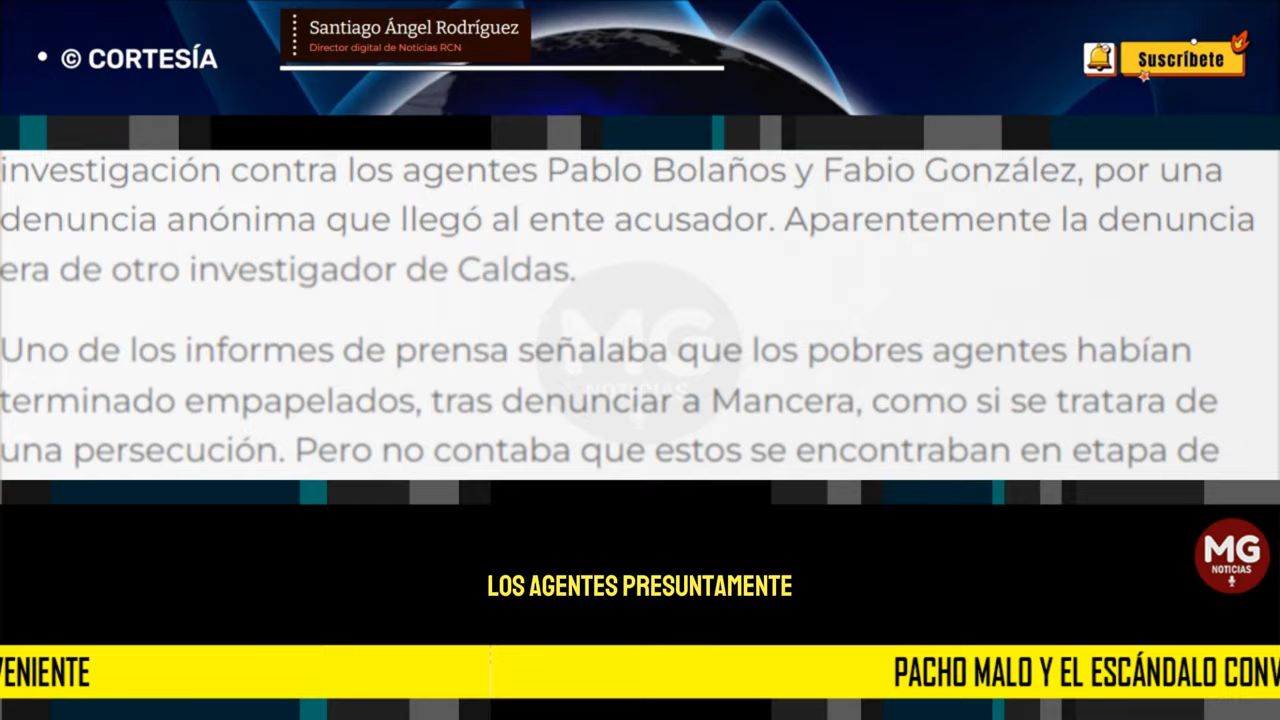 • © CORTESÍA
Santiago Ángel Rodríguez
Director digital de Noticias RCN
Suscríbete
investigación contra los agentes Pablo Bolaños y Fabio González, por una
denuncia anónima que llegó al ente acusador. Aparentemente la denuncia
era de otro investigador de Caldas.
Uno de los informes de prensa señalaba que los pobres agentes habían
terminado empapelados, tras denunciar a Mancera, como si se tratara de
una persecución. Pero no contaba que estos se encontraban en etapa de
MG
NOTICIAS
LOS AGENTES PRESUNTAMENTE
MG
NOTICIAS
VENIENTE
PACHO MALO Y EL ESCÁNDALO CONV